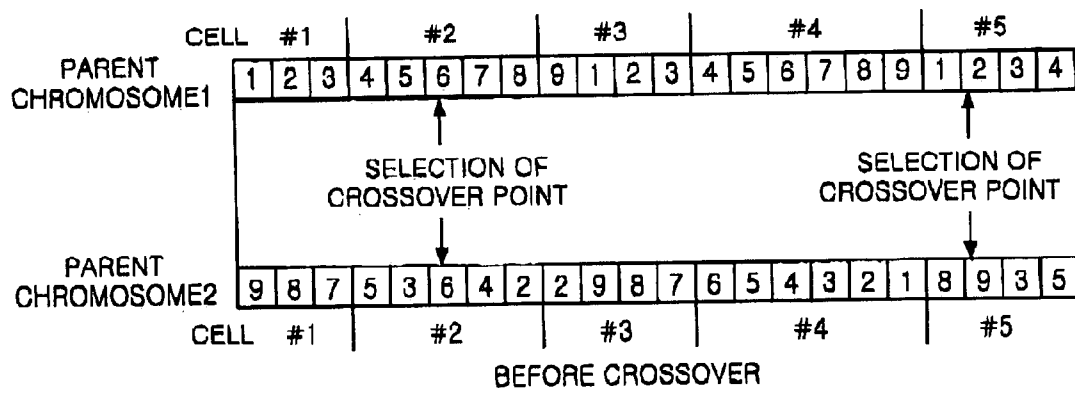 CELL #1 #2 #3 #4 #5
PARENT
CHROMOSOME1
1 2 3 4 5 6 7 8 9 1 2 3 4 5 6 7 8 9 1 2 3 4
SELECTION OF
CROSSOVER POINT
SELECTION OF
CROSSOVER POINT
PARENT
CHROMOSOME2
9 8 7 5 3 6 4 2 2 9 8 7 6 5 4 3 2 1 8 9 3 5
CELL #1 #2 #3 #4 #5
BEFORE CROSSOVER